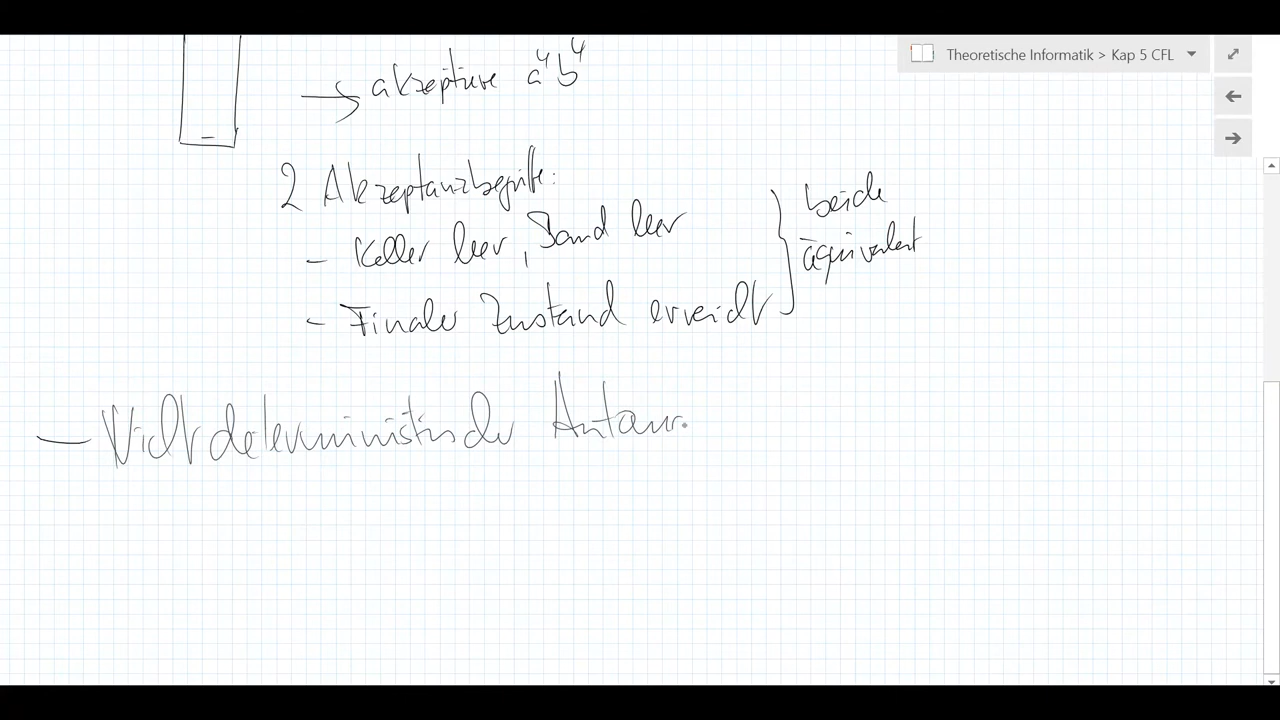 Theoretische Informatik > Kap 5 CFL
→ akzeptiere a⁴b⁴
2 Akzeptanzbegriffe:
- Keller leer, Band leer
- Finaler Zustand erreicht
beide
äquivalent
- Nichtdeterministischer Autom.